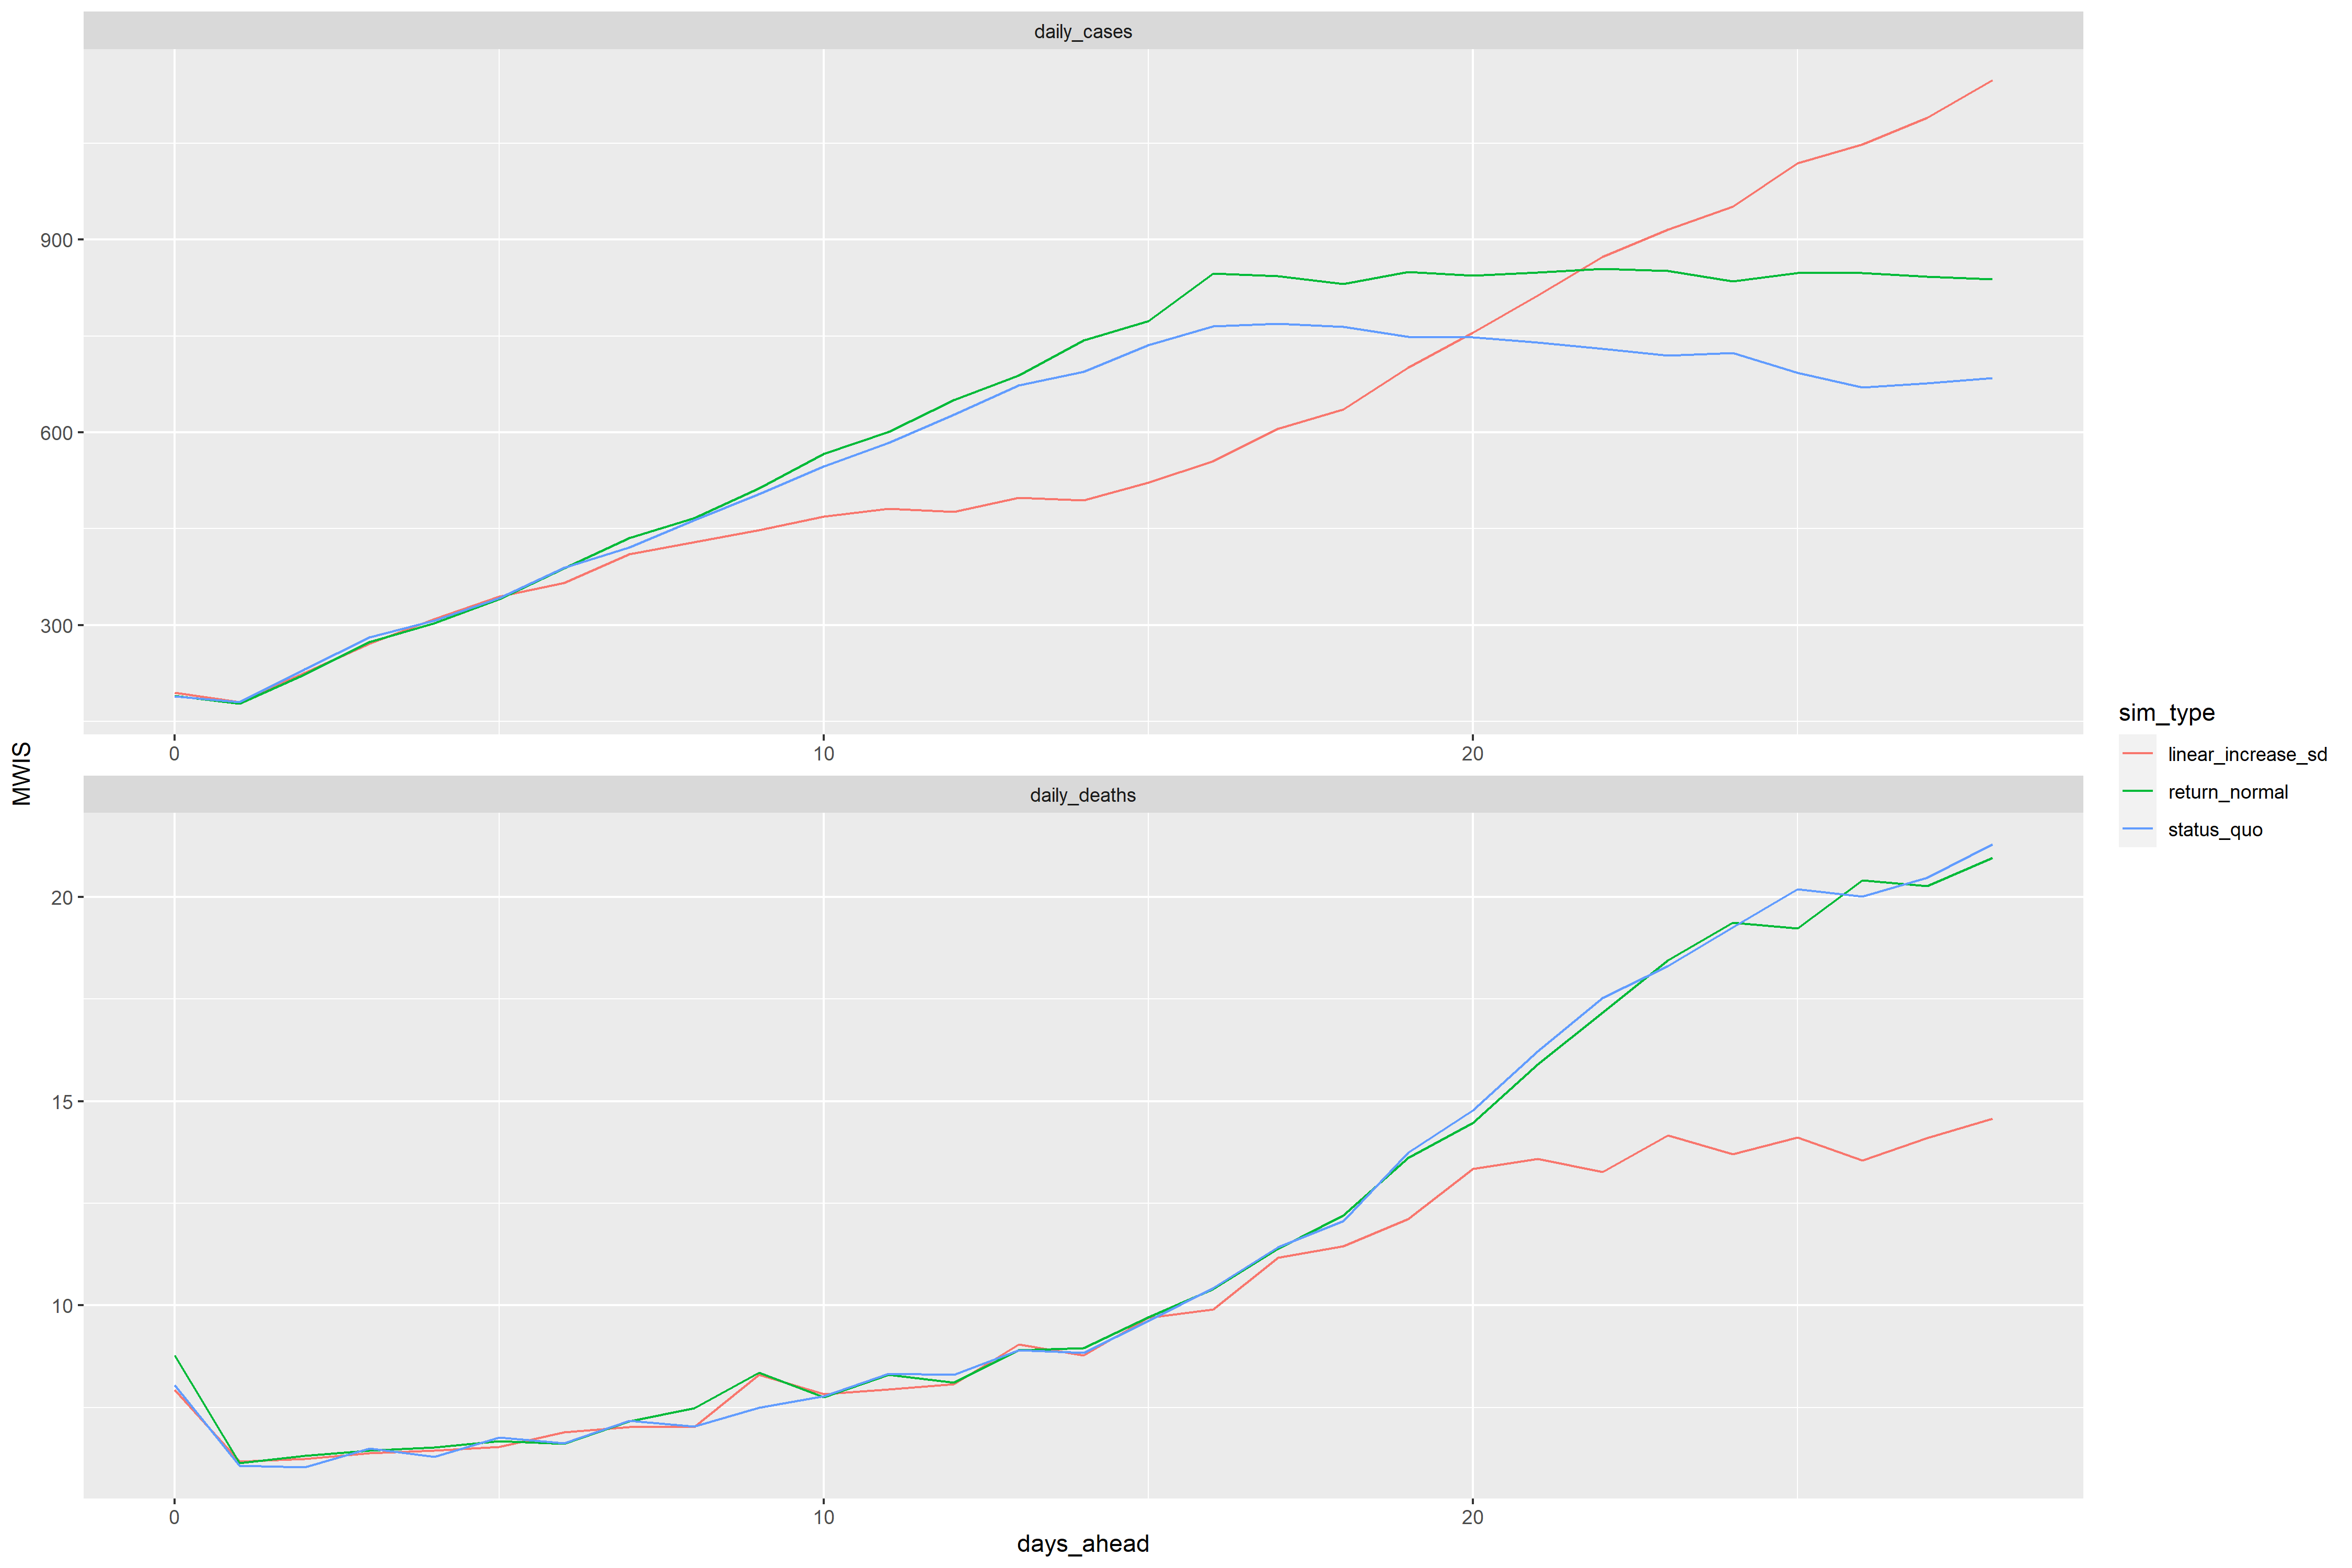 daily_cases
900
600
300
0
10
20
MWIS
daily_deaths
20
15
10
0
10
20
days_ahead
sim_type
linear_increase_sd
return_normal
status_quo